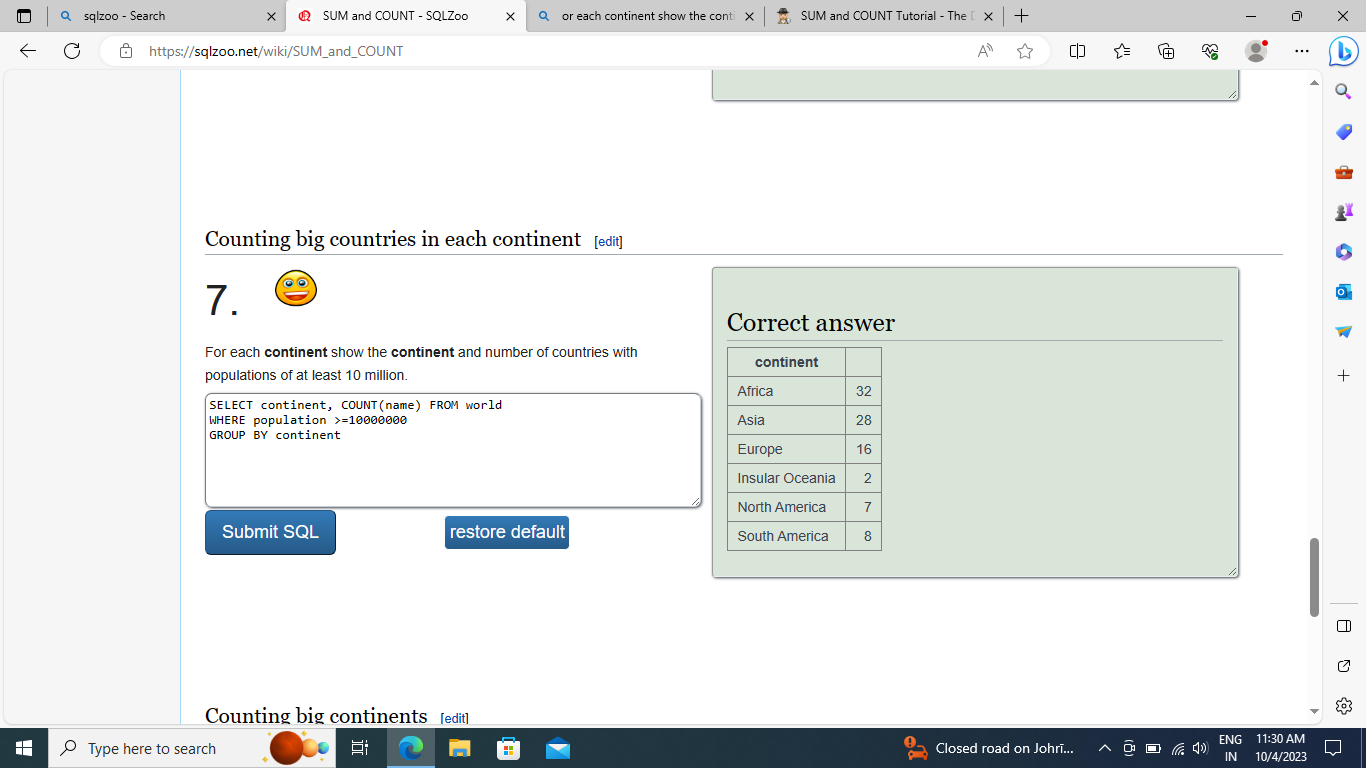 sqlzoo - Search
SUM and COUNT - SQLZoo
or each continent show the conti
SUM and COUNT Tutorial - The D
https://sqlzoo.net/wiki/SUM_and_COUNT
Counting big countries in each continent [edit]
7.
For each continent show the continent and number of countries with
populations of at least 10 million.
SELECT continent, COUNT(name) FROM world
WHERE population >=10000000
GROUP BY continent
Submit SQL
restore default
Correct answer
continent
Africa 32
Asia 28
Europe 16
Insular Oceania 2
North America 7
South America 8
Counting big continents [edit]
Type here to search
Closed road on Johrī...
ENG
IN
11:30 AM
10/4/2023